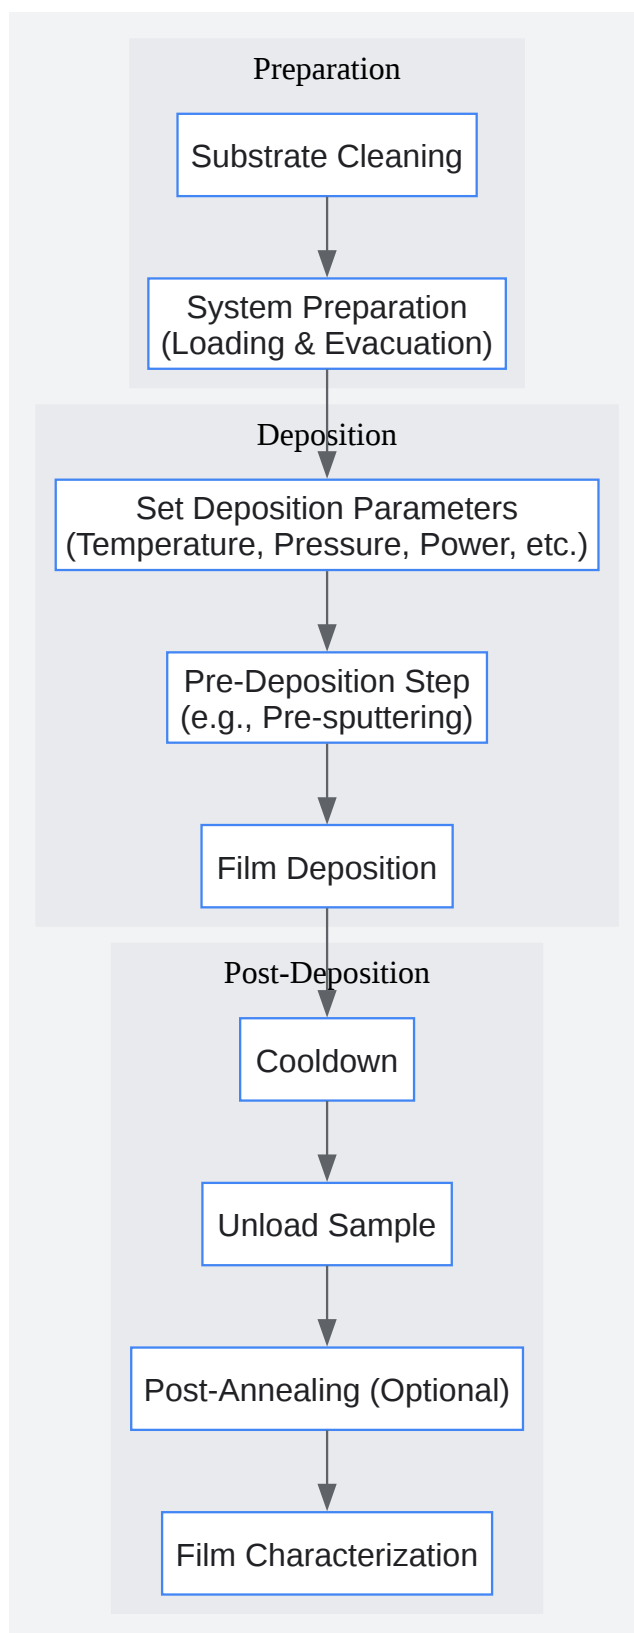 Preparation
Substrate Cleaning
System Preparation
(Loading & Evacuation)
Deposition
Set Deposition Parameters
(Temperature, Pressure, Power, etc.)
Pre-Deposition Step
(e.g., Pre-sputtering)
Film Deposition
Post-Deposition
Cooldown
Unload Sample
Post-Annealing (Optional)
Film Characterization